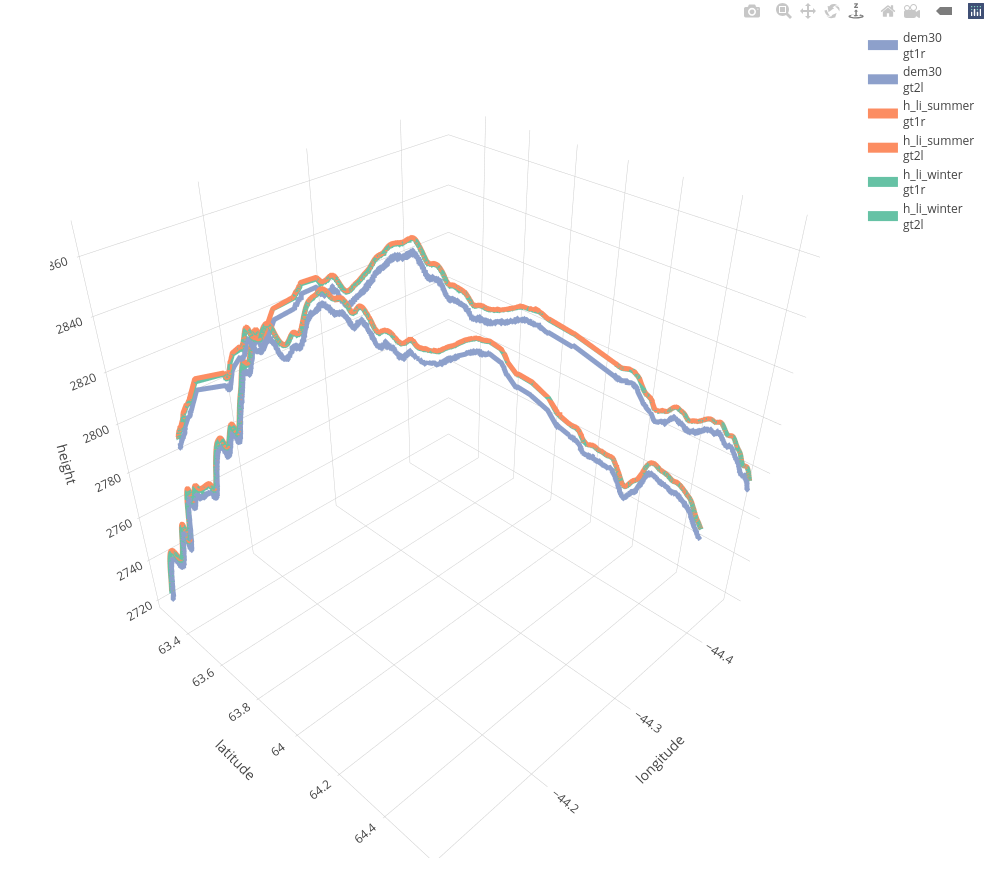 z
dem30
gt1r
dem30
gt2l
h_li_summer
gt1r
h_li_summer
gt2l
h_li_winter
gt1r
h_li_winter
gt2l
360
2840
2820
2800
2780
2760
2740
2720
height
63.4
63.6
63.8
64
64.2
64.4
latitude
−44.4
−44.3
−44.2
longitude